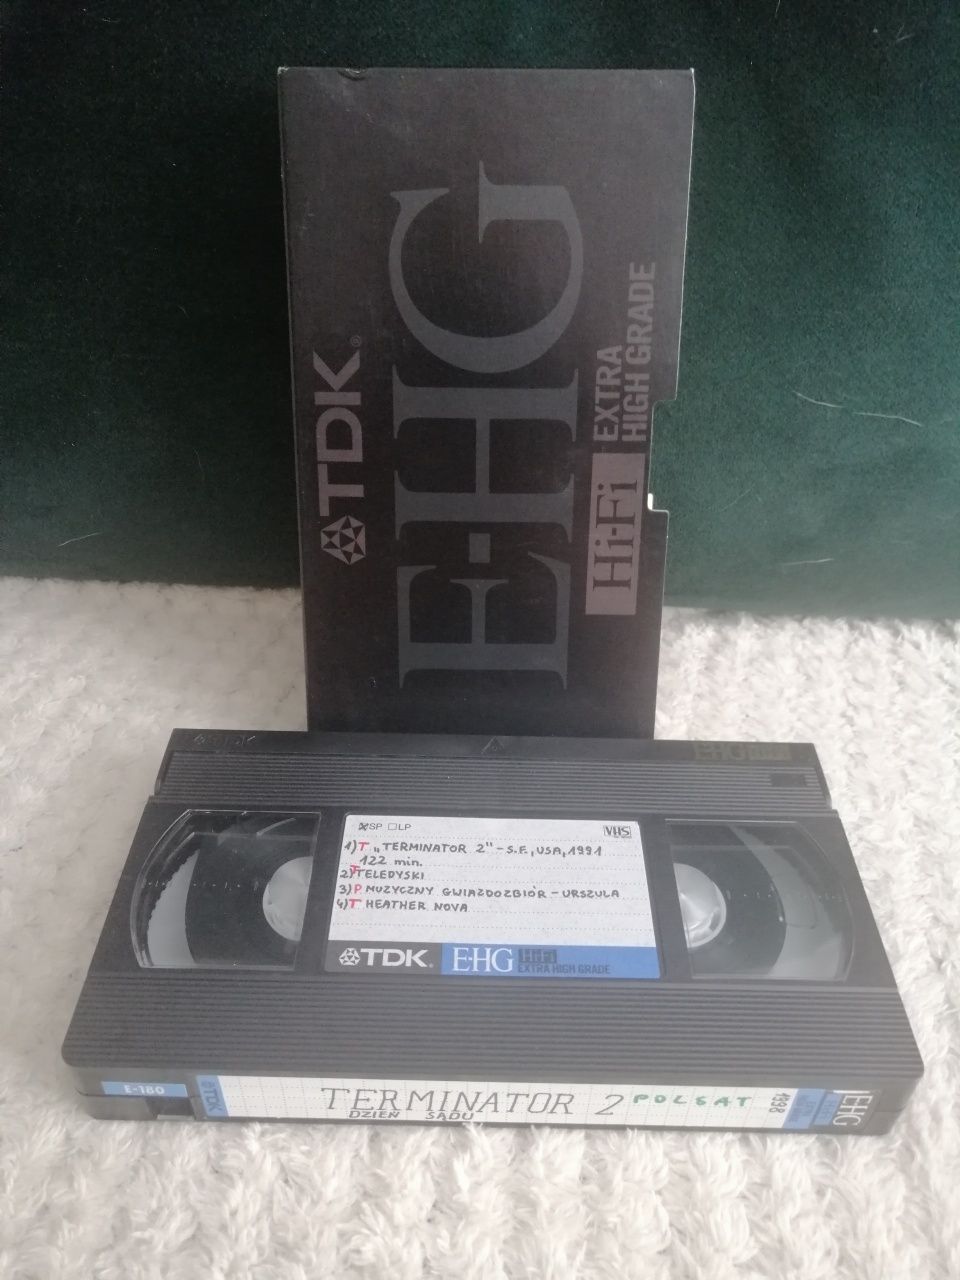 TDK®
E-HG
Hi-Fi EXTRA HIGH GRADE
TDK
E-HG
SP LP
VHS
1) T „TERMINATOR 2" - S.F., USA, 1991
122 min.
2) T TELEDYSKI
3) P MUZYCZNY GWIAZDOZBIÓR - URSZULA
4) T HEATHER NOVA
TDK®
E-HG Hi-Fi EXTRA HIGH GRADE
E-180
TDK
TERMINATOR 2 POLSAT 1998
DZIEŃ SĄDU
E-HG